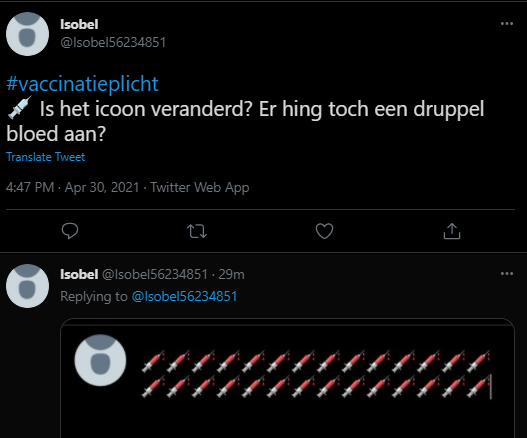 Isobel
@Isobel56234851
#vaccinatieplicht
💉 Is het icoon veranderd? Er hing toch een druppel
bloed aan?
Translate Tweet
4:47 PM · Apr 30, 2021 · Twitter Web App
Isobel @Isobel56234851 · 29m
Replying to @Isobel56234851
💉💉💉💉💉💉💉💉💉💉💉💉💉💉
💉💉💉💉💉💉💉💉💉💉💉💉💉💉